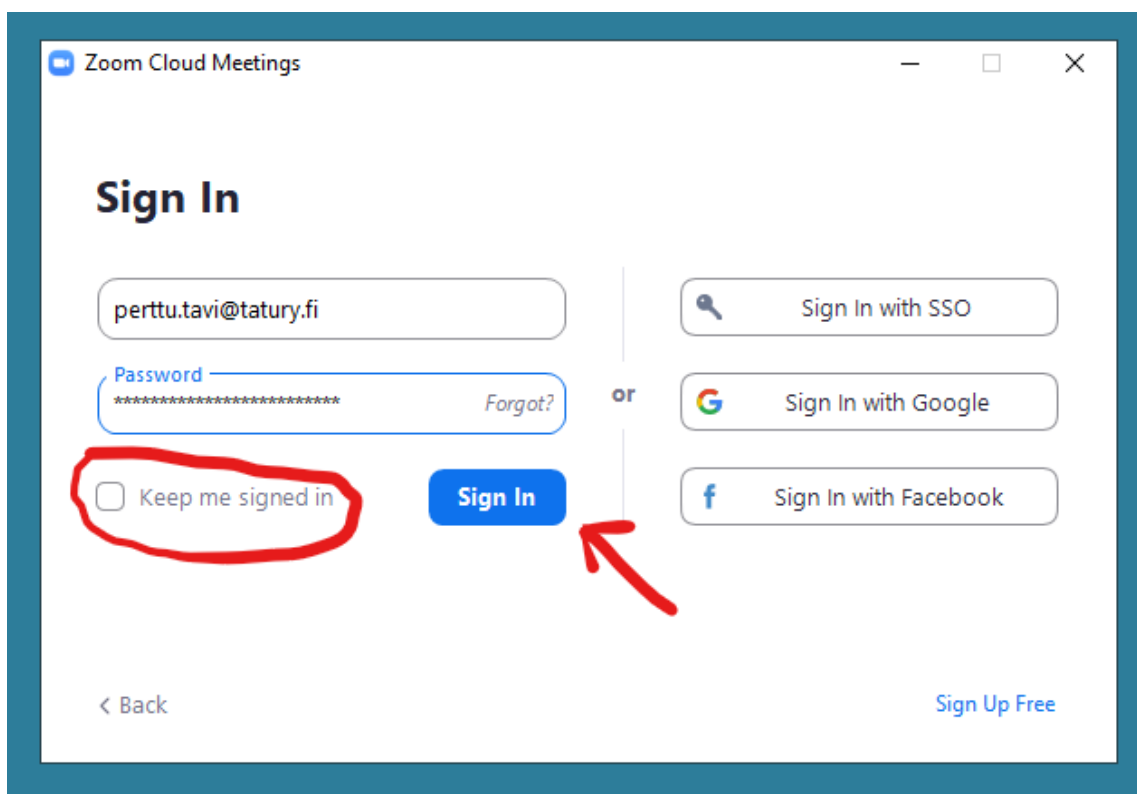 Zoom Cloud Meetings
Sign In
perttu.tavi@tatury.fi
Password
************************* Forgot?
Keep me signed in
Sign In
or
Sign In with SSO
Sign In with Google
Sign In with Facebook
< Back
Sign Up Free